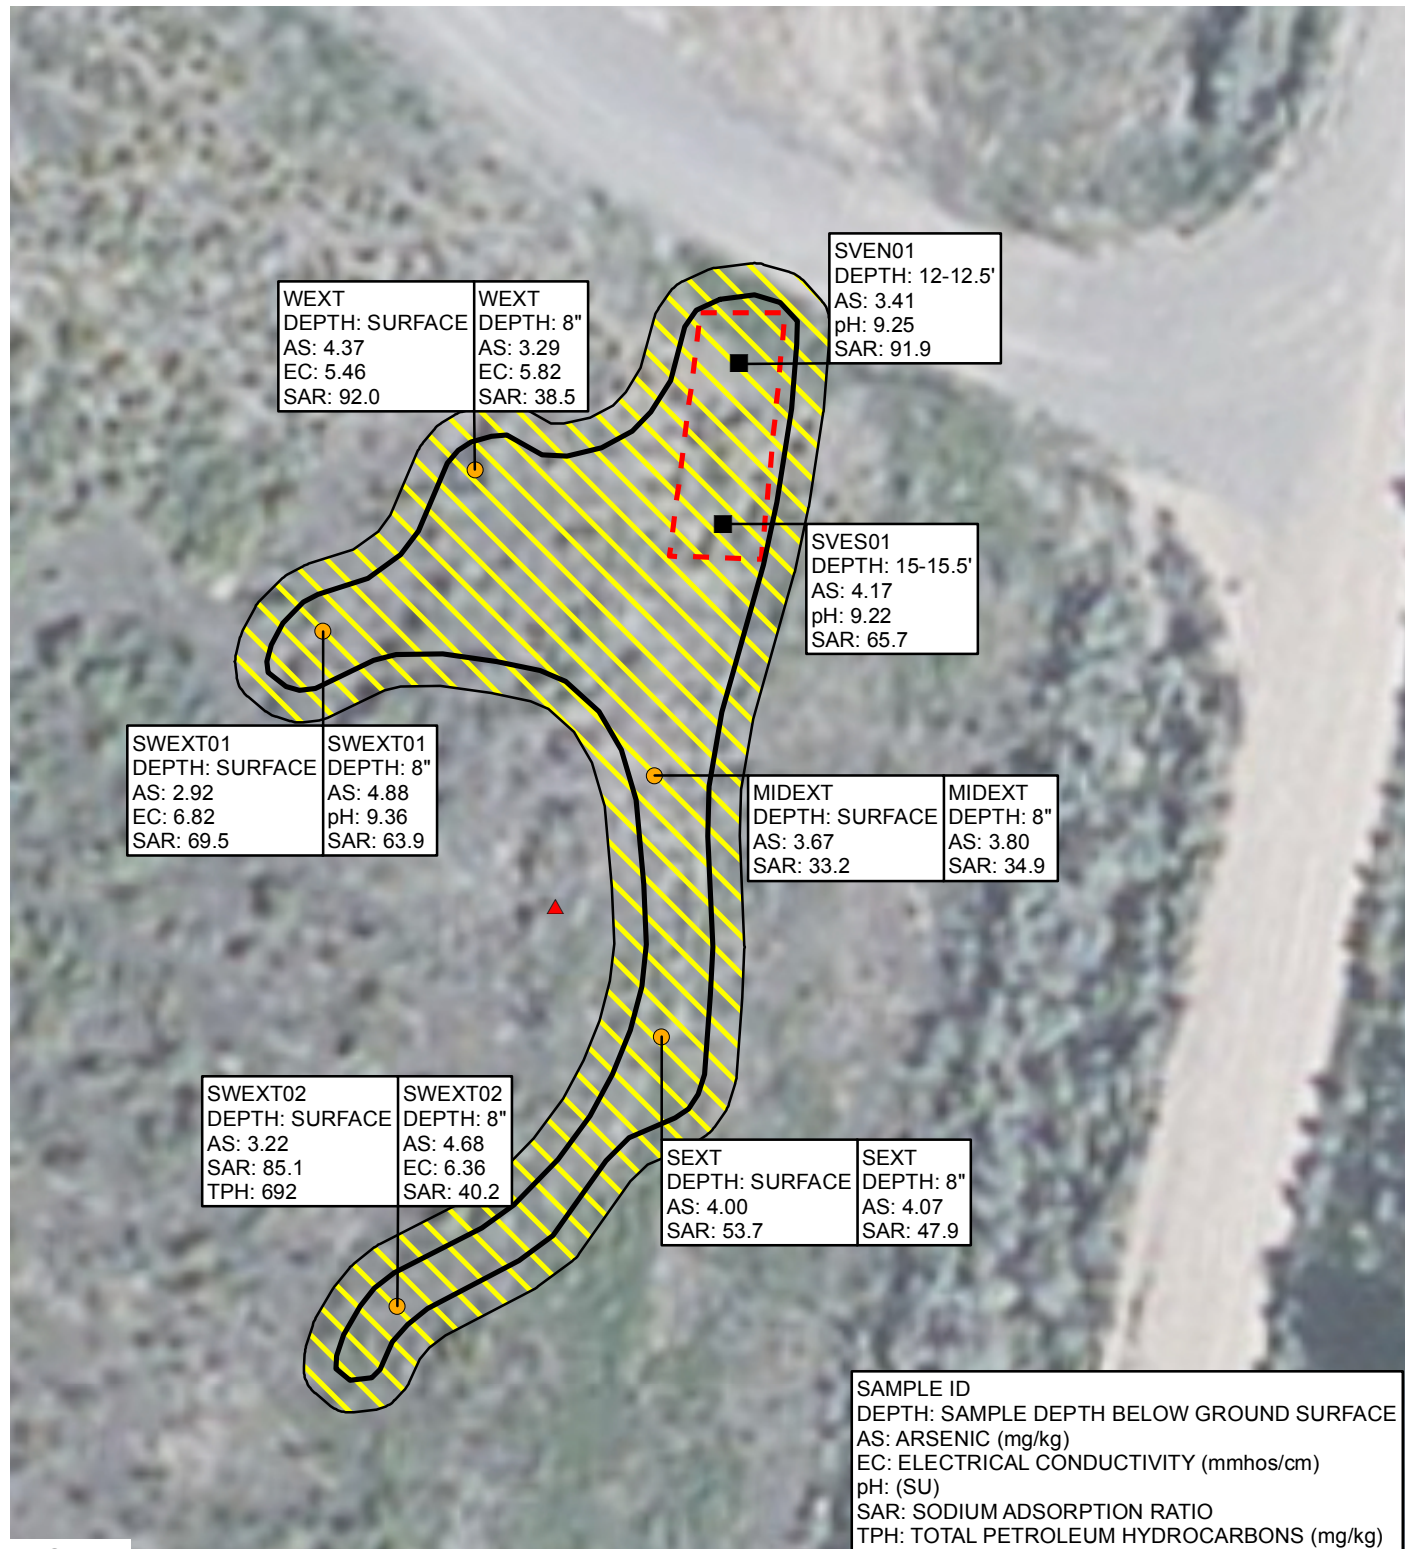 SVEN01
DEPTH: 12-12.5'
AS: 3.41
pH: 9.25
SAR: 91.9
WEXT
DEPTH: SURFACE
AS: 4.37
EC: 5.46
SAR: 92.0
WEXT
DEPTH: 8"
AS: 3.29
EC: 5.82
SAR: 38.5
SVES01
DEPTH: 15-15.5'
AS: 4.17
pH: 9.22
SAR: 65.7
SWEXT01
DEPTH: SURFACE
AS: 2.92
EC: 6.82
SAR: 69.5
SWEXT01
DEPTH: 8"
AS: 4.88
pH: 9.36
SAR: 63.9
MIDEXT
DEPTH: SURFACE
AS: 3.67
SAR: 33.2
MIDEXT
DEPTH: 8"
AS: 3.80
SAR: 34.9
SWEXT02
DEPTH: SURFACE
AS: 3.22
SAR: 85.1
TPH: 692
SWEXT02
DEPTH: 8"
AS: 4.68
EC: 6.36
SAR: 40.2
SEXT
DEPTH: SURFACE
AS: 4.00
SAR: 53.7
SEXT
DEPTH: 8"
AS: 4.07
SAR: 47.9
SAMPLE ID
DEPTH: SAMPLE DEPTH BELOW GROUND SURFACE
AS: ARSENIC (mg/kg)
EC: ELECTRICAL CONDUCTIVITY (mmhos/cm)
pH: (SU)
SAR: SODIUM ADSORPTION RATIO
TPH: TOTAL PETROLEUM HYDROCARBONS (mg/kg)